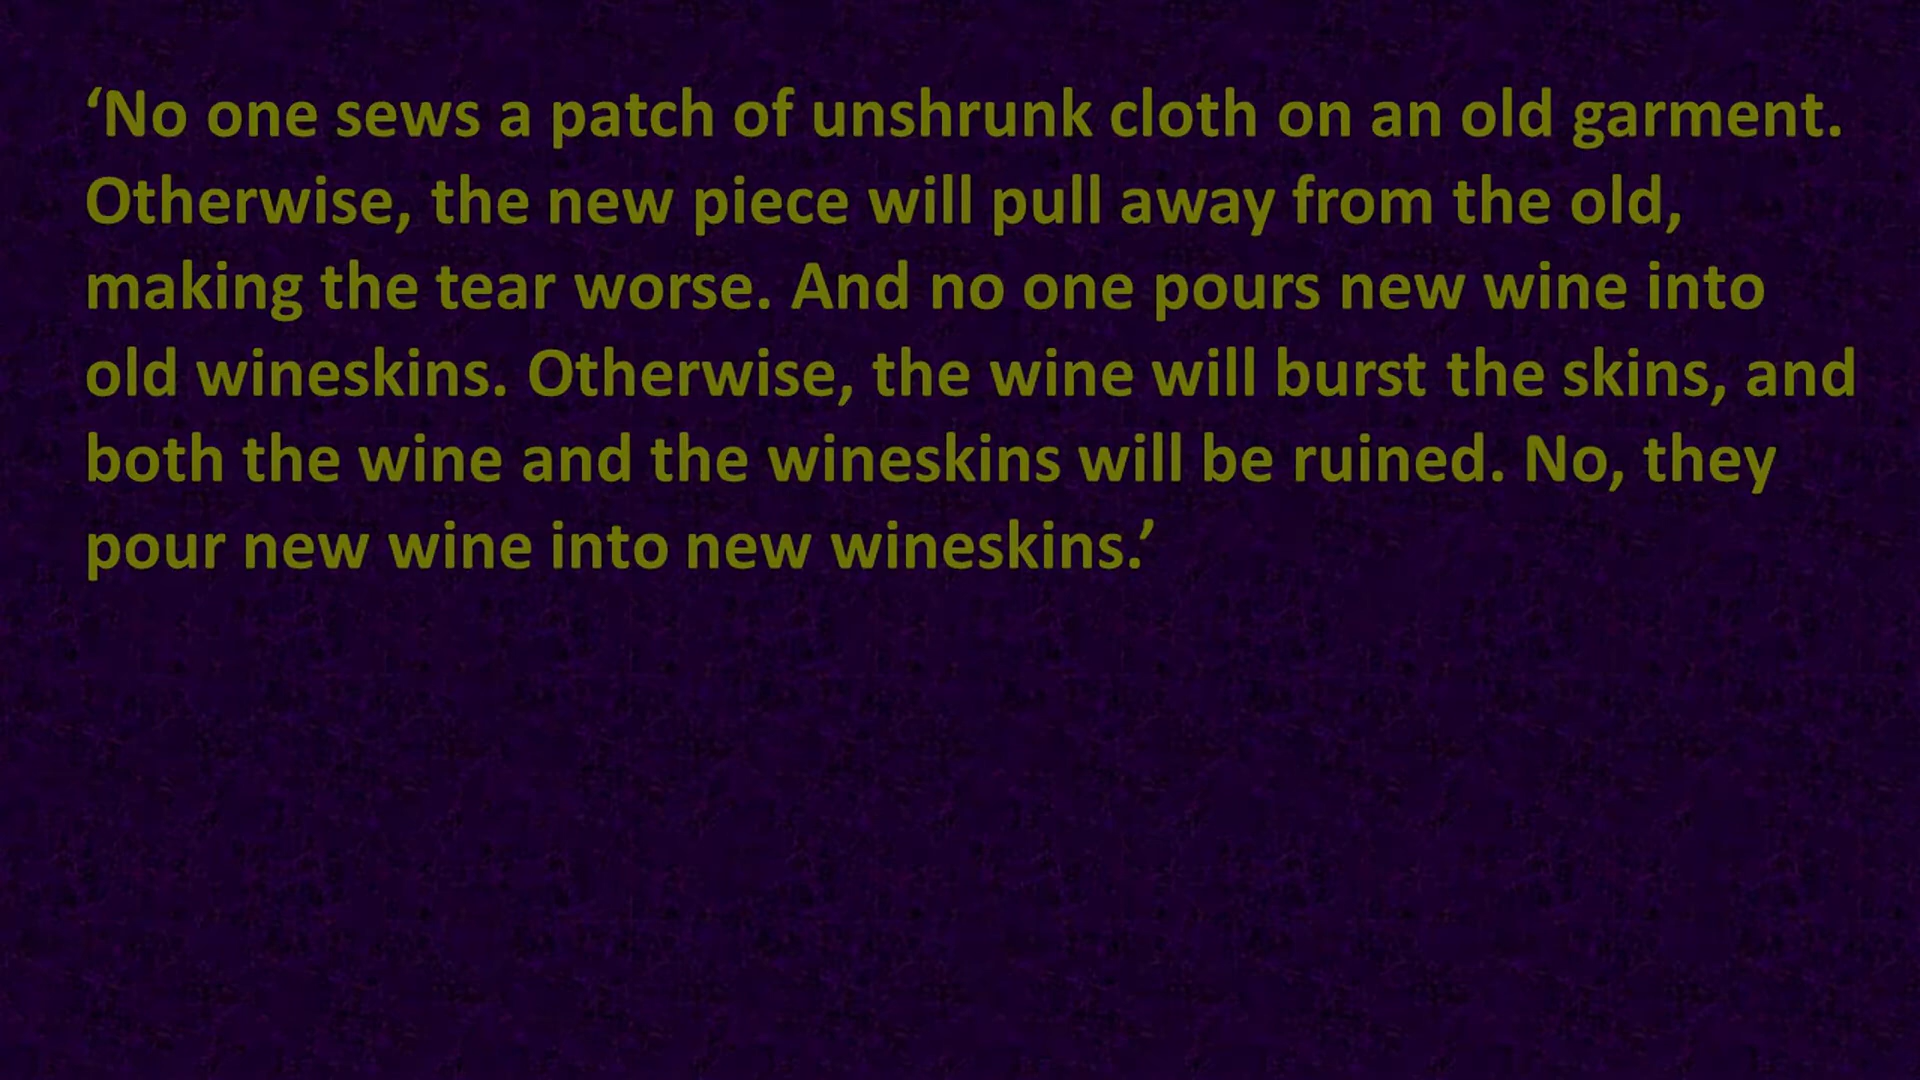 ‘No one sews a patch of unshrunk cloth on an old garment.
Otherwise, the new piece will pull away from the old,
making the tear worse. And no one pours new wine into
old wineskins. Otherwise, the wine will burst the skins, and
both the wine and the wineskins will be ruined. No, they
pour new wine into new wineskins.’